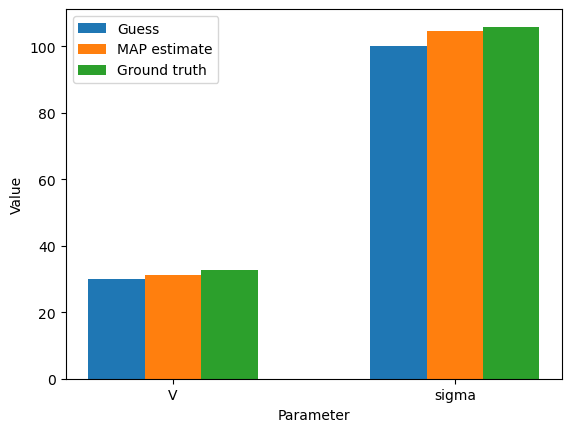 Guess
MAP estimate
Ground truth
100
80
60
40
20
0
Value
V
sigma
Parameter